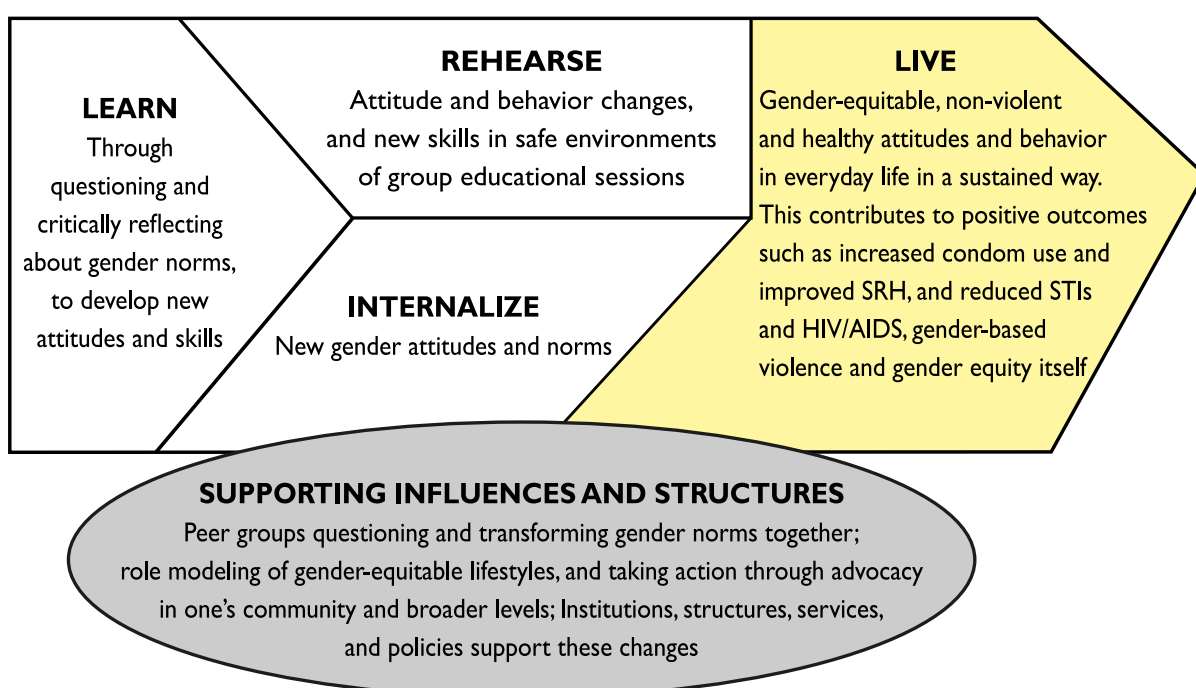 LEARN
Through
questioning and
critically reflecting
about gender norms,
to develop new
attitudes and skills
REHEARSE
Attitude and behavior changes,
and new skills in safe environments
of group educational sessions
INTERNALIZE
New gender attitudes and norms
LIVE
Gender-equitable, non-violent
and healthy attitudes and behavior
in everyday life in a sustained way.
This contributes to positive outcomes
such as increased condom use and
improved SRH, and reduced STIs
and HIV/AIDS, gender-based
violence and gender equity itself
SUPPORTING INFLUENCES AND STRUCTURES
Peer groups questioning and transforming gender norms together;
role modeling of gender-equitable lifestyles, and taking action through advocacy
in one's community and broader levels; Institutions, structures, services,
and policies support these changes